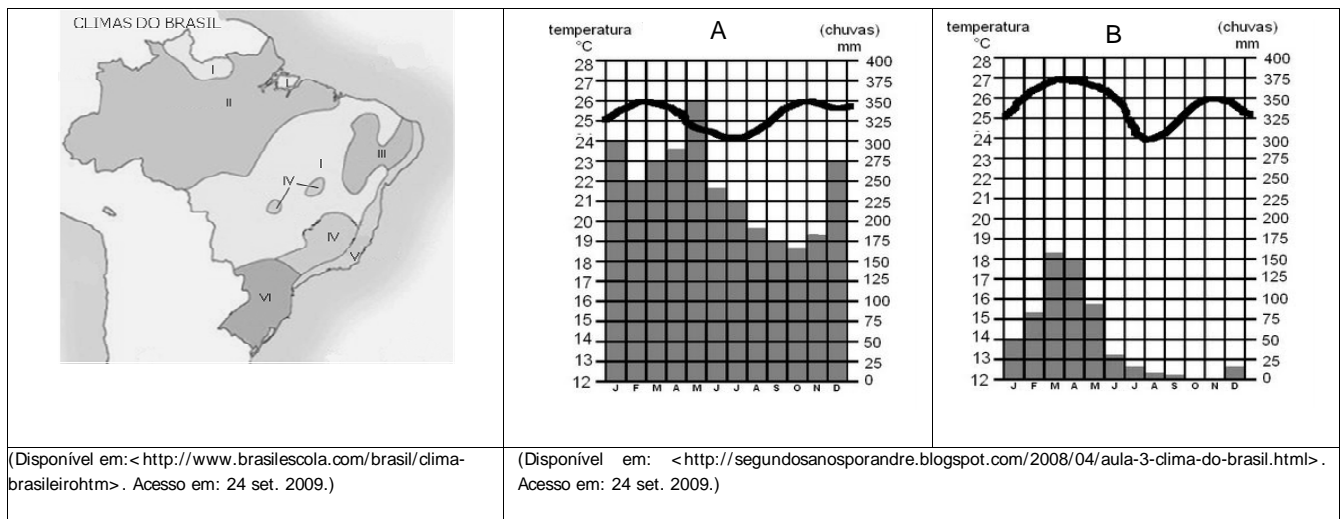 CLIMAS DO BRASIL
I
I
II
III
I
IV
IV
V
VI
temperatura A (chuvas)
°C mm
28 400
27 375
26 350
25 325
24 300
23 275
22 250
21 225
20 200
19 175
18 150
17 125
16 100
15 75
14 50
13 25
12 0
J F M A M J J A S O N D
temperatura B (chuvas)
°C mm
28 400
27 375
26 350
25 325
24 300
23 275
22 250
21 225
20 200
19 175
18 150
17 125
16 100
15 75
14 50
13 25
12 0
J F M A M J J A S O N D
(Disponível em:<http://www.brasilescola.com/brasil/clima-
brasileirohtm>. Acesso em: 24 set. 2009.)
(Disponível em: <http://segundosanosporandre.blogspot.com/2008/04/aula-3-clima-do-brasil.html>.
Acesso em: 24 set. 2009.)